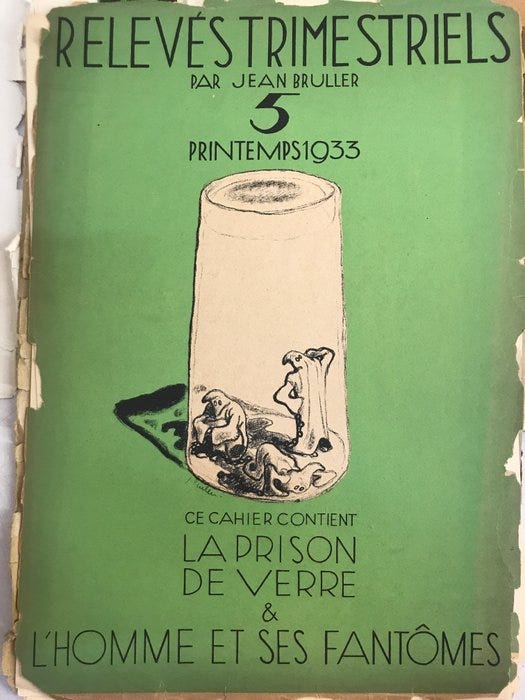 RELEVÉS TRIMESTRIELS
PAR JEAN BRULLER
5
PRINTEMPS 1933
CE CAHIER CONTIENT
LA PRISON
DE VERRE
&
L'HOMME ET SES FANTÔMES